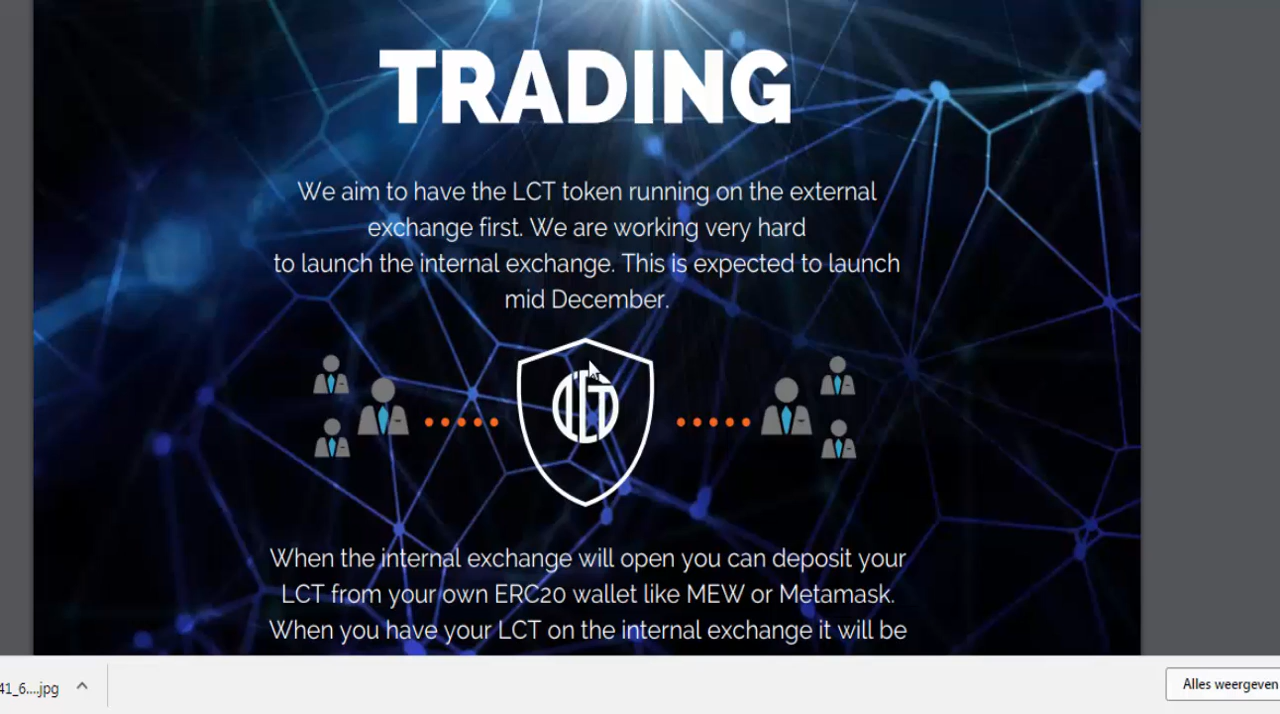 TRADING
We aim to have the LCT token running on the external
exchange first. We are working very hard
to launch the internal exchange. This is expected to launch
mid December.
LCT
When the internal exchange will open you can deposit your
LCT from your own ERC20 wallet like MEW or Metamask.
When you have your LCT on the internal exchange it will be
41_6....jpg
Alles weergeven